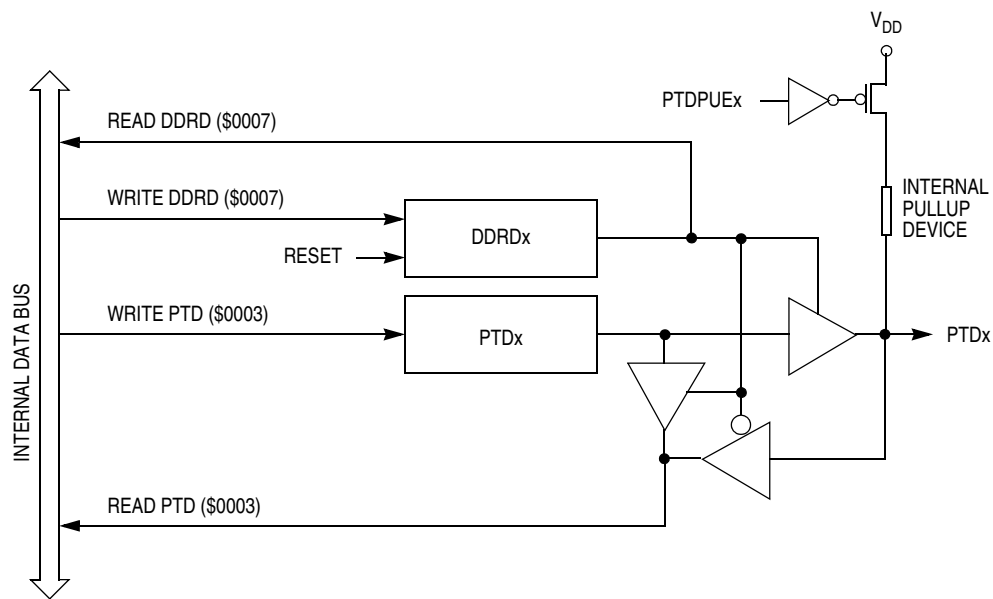 VDD
PTDPUEx
READ DDRD ($0007)
WRITE DDRD ($0007)
INTERNAL
PULLUP
DEVICE
DDRDx
RESET
WRITE PTD ($0003)
PTDx
PTDx
INTERNAL DATA BUS
READ PTD ($0003)